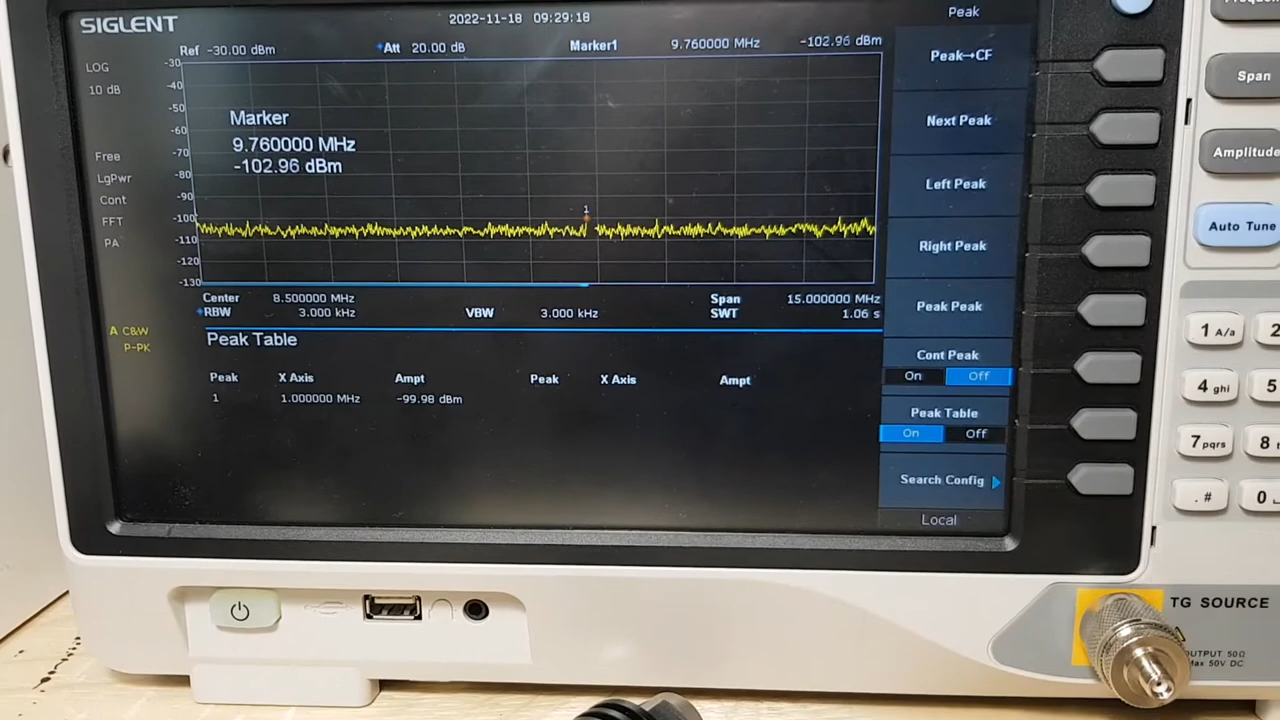 SIGLENT
2022-11-18 09:29:18
Peak
Ref -30.00 dBm
Att 20.00 dB
Marker1 9.760000 MHz -102.96 dBm
LOG
10 dB
Free
LgPwr
Cont
FFT
PA
A C&W
P-PK
-30
-40
-50
-60
-70
-80
-90
-100
-110
-120
-130
Marker
9.760000 MHz
-102.96 dBm
1
Center 8.500000 MHz
Span 15.000000 MHz
RBW 3.000 kHz
VBW 3.000 kHz
SWT 1.06 s
Peak Table
Peak X Axis Ampt Peak X Axis Ampt
1 1.000000 MHz -99.98 dBm
Peak→CF
Next Peak
Left Peak
Right Peak
Peak Peak
Cont Peak
On Off
Peak Table
On Off
Search Config
Local
Span
Amplitude
Auto Tune
1 A/a 2
4 ghi 5
7 pqrs 8
. # 0
TG SOURCE
OUTPUT 50Ω
Max 50V DC